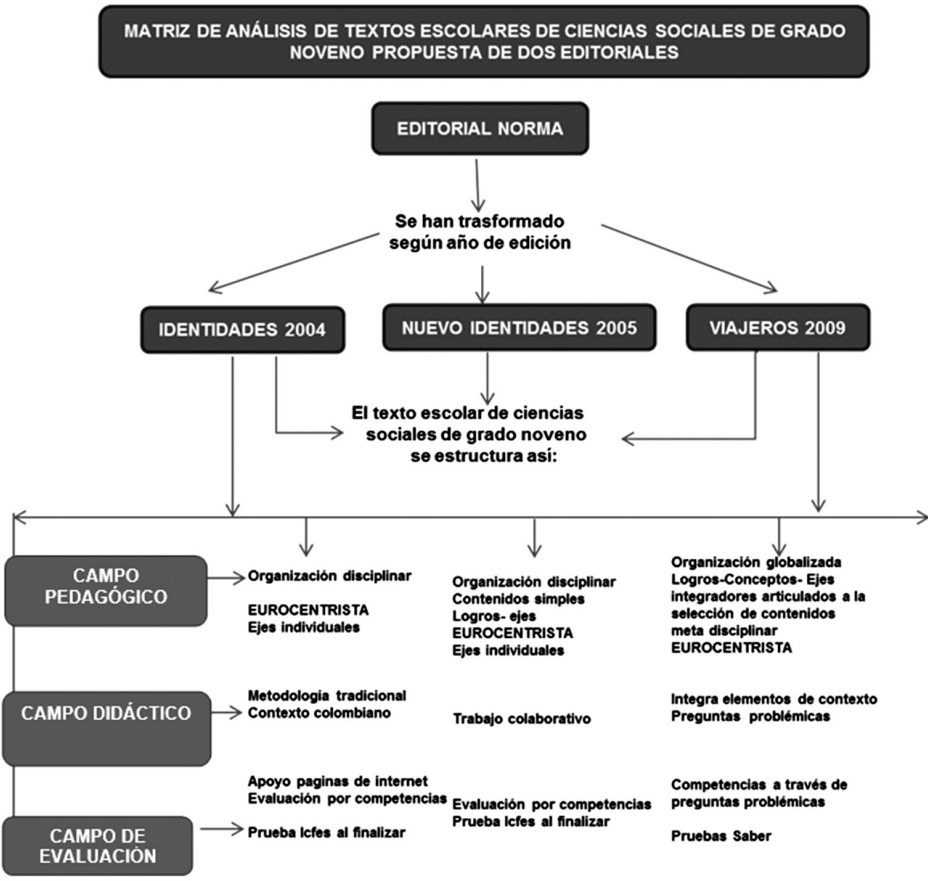 MATRIZ DE ANÁLISIS DE TEXTOS ESCOLARES DE CIENCIAS SOCIALES DE GRADO
NOVENO PROPUESTA DE DOS EDITORIALES
EDITORIAL NORMA
Se han trasformado
según año de edición
IDENTIDADES 2004
NUEVO IDENTIDADES 2005
VIAJEROS 2009
El texto escolar de ciencias
sociales de grado noveno
se estructura así:
CAMPO
PEDAGÓGICO
Organización disciplinar
EUROCENTRISTA
Ejes individuales
Organización disciplinar
Contenidos simples
Logros- ejes
EUROCENTRISTA
Ejes individuales
Organización globalizada
Logros-Conceptos- Ejes
integradores articulados a la
selección de contenidos
meta disciplinar
EUROCENTRISTA
CAMPO DIDÁCTICO
Metodología tradicional
Contexto colombiano
Trabajo colaborativo
Integra elementos de contexto
Preguntas problémicas
CAMPO DE
EVALUACIÓN
Apoyo paginas de internet
Evaluación por competencias
Prueba Icfes al finalizar
Evaluación por competencias
Prueba Icfes al finalizar
Competencias a través de
preguntas problémicas
Pruebas Saber